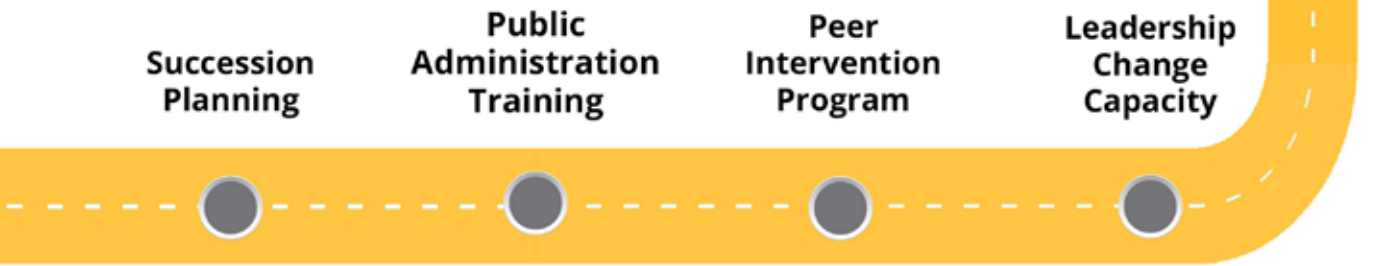 Succession
Planning
Public
Administration
Training
Peer
Intervention
Program
Leadership
Change
Capacity